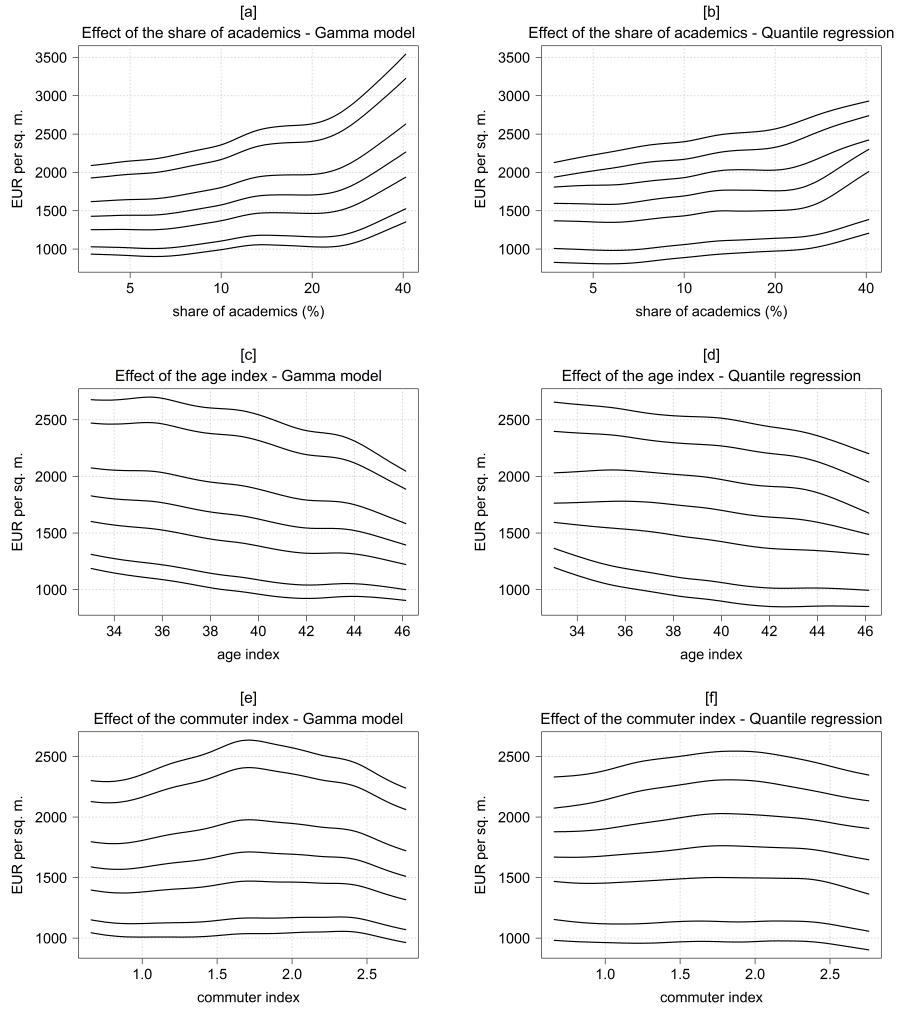 [a]
Effect of the share of academics - Gamma model
EUR per sq. m.
3500
3000
2500
2000
1500
1000
5 10 20 40
share of academics (%)
[b]
Effect of the share of academics - Quantile regression
EUR per sq. m.
3500
3000
2500
2000
1500
1000
5 10 20 40
share of academics (%)
[c]
Effect of the age index - Gamma model
EUR per sq. m.
2500
2000
1500
1000
34 36 38 40 42 44 46
age index
[d]
Effect of the age index - Quantile regression
EUR per sq. m.
2500
2000
1500
1000
34 36 38 40 42 44 46
age index
[e]
Effect of the commuter index - Gamma model
EUR per sq. m.
2500
2000
1500
1000
1.0 1.5 2.0 2.5
commuter index
[f]
Effect of the commuter index - Quantile regression
EUR per sq. m.
2500
2000
1500
1000
1.0 1.5 2.0 2.5
commuter index